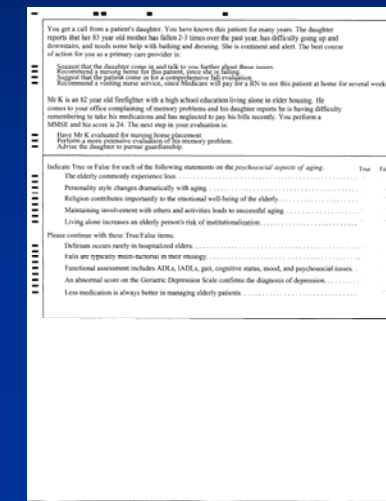 You get a call from a patient's daughter. You have known this patient for many years. The daughter
reports that her 83 year old mother has fallen 2-3 times over the past year, has difficulty going up and
downstairs, and needs some help with bathing and dressing. She is continent and alert. The best course
of action for you as a primary care provider is:
Suggest that the daughter come in and talk to you further about these issues.
Recommend a nursing home for this patient, since she is falling.
Suggest that the patient come in for a comprehensive fall evaluation.
Recommend a visiting nurse service, since Medicare will pay for a RN to see this patient at home for several week
Mr K is an 82 year old firefighter with a high school education living alone in elder housing. He
comes to your office complaining of memory problems and his daughter reports he is having difficulty
remembering to take his medications and has neglected to pay his bills recently. You perform a
MMSE and his score is 24. The next step in your evaluation is:
Have Mr K evaluated for nursing home placement.
Perform a more extensive evaluation of his memory problem.
Advise the daughter to pursue guardianship.
Indicate True or False for each of the following statements on the psychosocial aspects of aging. True Fal
The elderly commonly experience loss.
Personality style changes dramatically with aging.
Religion contributes importantly to the emotional well-being of the elderly.
Maintaining involvement with others and activities leads to successful aging.
Living alone increases an elderly person's risk of institutionalization.
Please continue with these True/False items.
Delirium occurs rarely in hospitalized elders.
Falls are typically multi-factorial in their etiology.
Functional assessment includes ADLs, IADLs, gait, cognitive status, mood, and psychosocial issues.
An abnormal score on the Geriatric Depression Scale confirms the diagnosis of depression.
Less medication is always better in managing elderly patients.